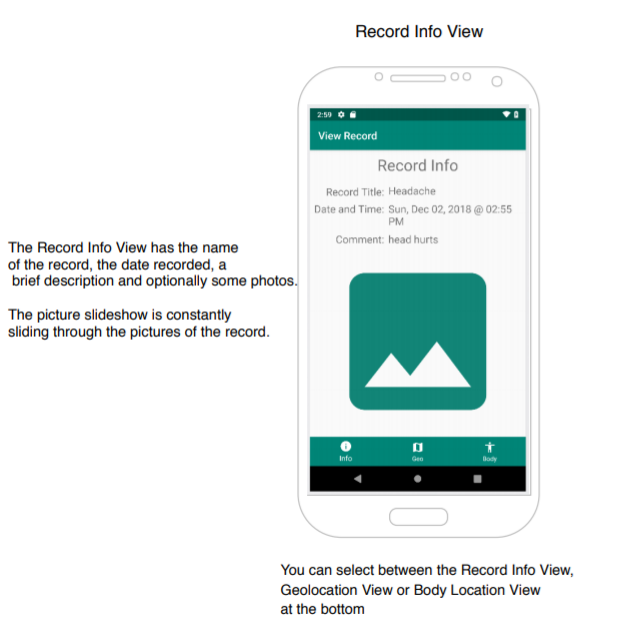 Record Info View
2:59
View Record
Record Info
Record Title: Headache
Date and Time: Sun, Dec 02, 2018 @ 02:55
PM
Comment: head hurts
The Record Info View has the name
of the record, the date recorded, a
brief description and optionally some photos.
The picture slideshow is constantly
sliding through the pictures of the record.
Info Geo Body
You can select between the Record Info View,
Geolocation View or Body Location View
at the bottom